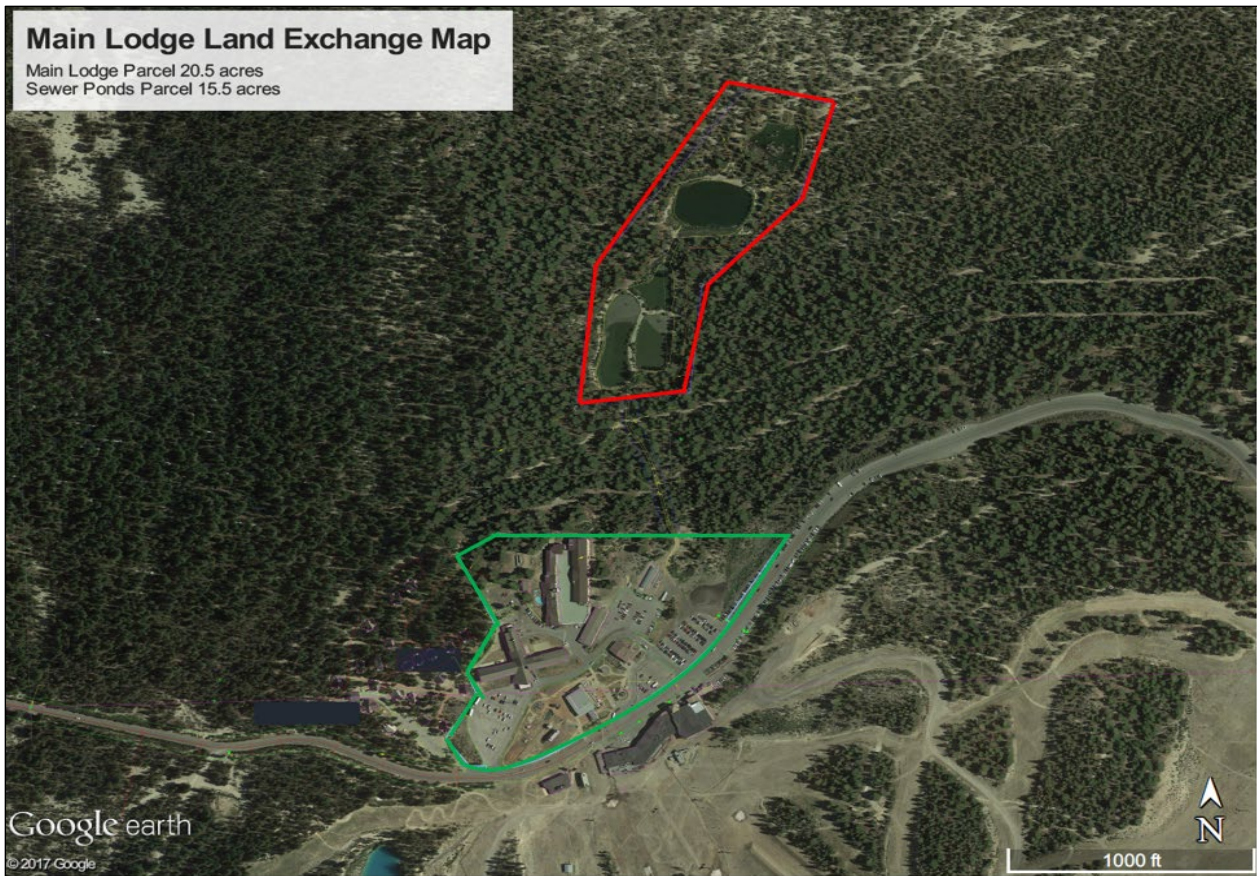 Main Lodge Land Exchange Map
Main Lodge Parcel 20.5 acres
Sewer Ponds Parcel 15.5 acres
Google earth
© 2017 Google
N
1000 ft